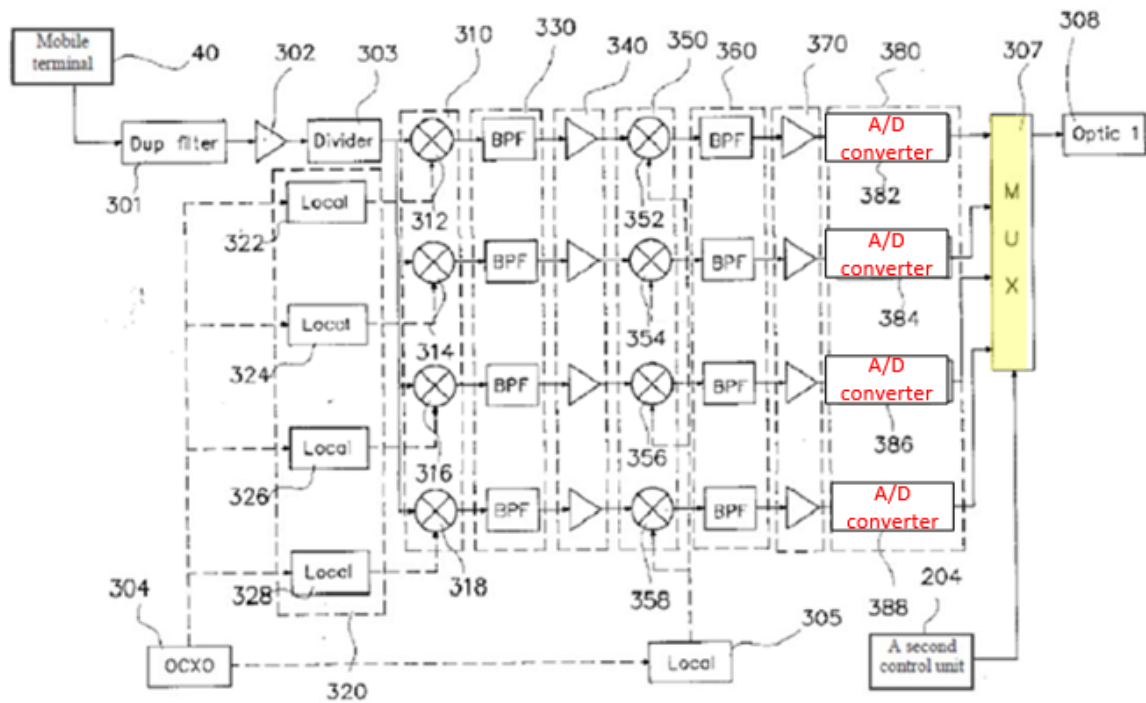 Mobile
terminal
40
302
303
310
330
340
350
360
370
380
307
308
Dup filter
301
Divider
BPF
BPF
A/D
converter
Optic 1
312
352
382
Local
322
BPF
BPF
A/D
converter
M
U
X
314
354
384
Local
324
BPF
BPF
A/D
converter
316
356
386
Local
326
BPF
BPF
A/D
converter
318
358
388
Local
328
304
OCXO
320
305
Local
204
A second
control unit